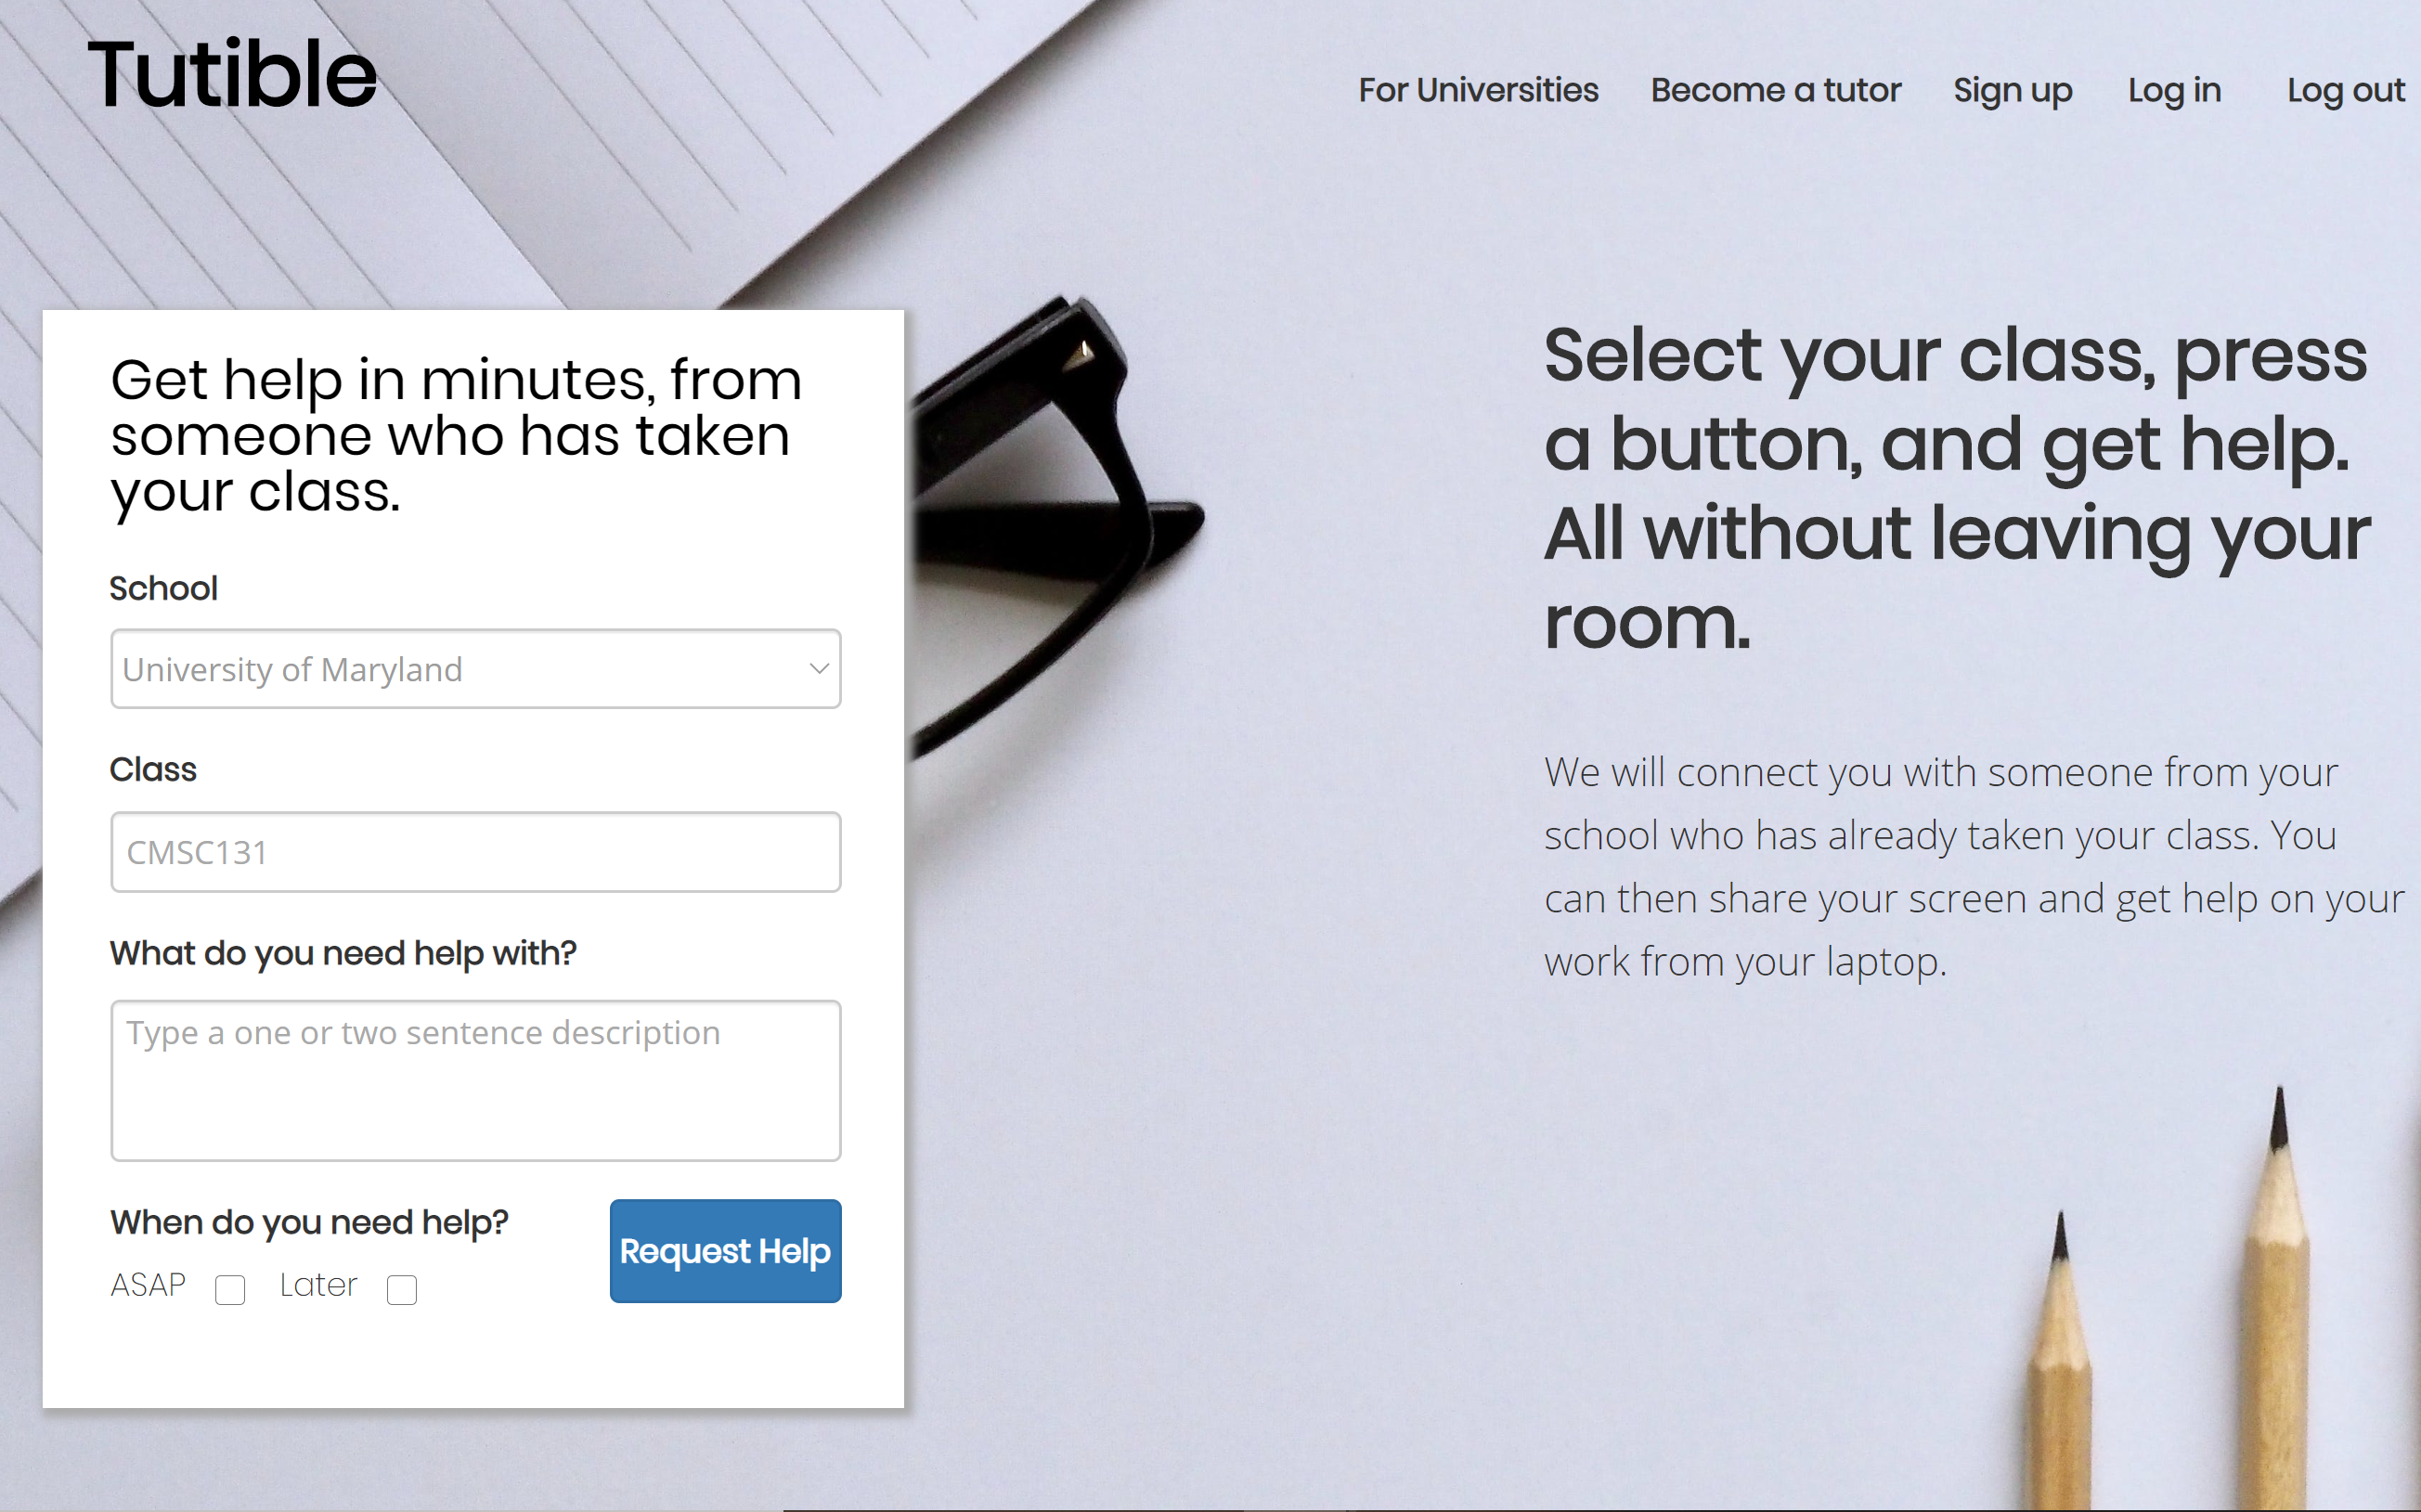 Tutible
For Universities
Become a tutor
Sign up
Log in
Log out
Get help in minutes, from
someone who has taken
your class.
School
University of Maryland
Class
CMSC131
What do you need help with?
Type a one or two sentence description
When do you need help?
ASAP
Later
Request Help
Select your class, press
a button, and get help.
All without leaving your
room.
We will connect you with someone from your
school who has already taken your class. You
can then share your screen and get help on your
work from your laptop.